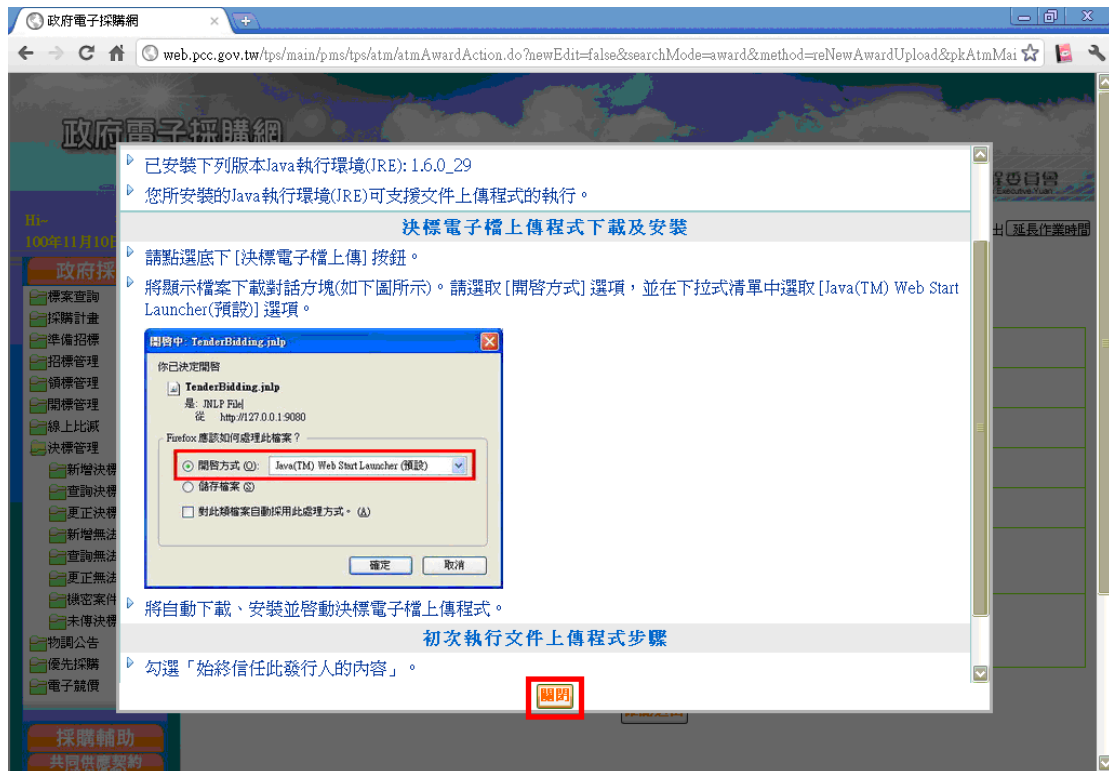 政府電子採購網
web.pcc.gov.tw/tps/main/pms/tps/atm/atmAwardAction.do?newEdit=false&searchMode=award&method=reNewAwardUpload&pkAtmMai
政府電子採購網
程委員會
Executive Yuan
Hi~
100年11月10日
出[延長作業時間
政府採
標案查詢
採購計畫
準備招標
招標管理
領標管理
開標管理
線上比減
決標管理
新增決標
查詢決標
更正決標
新增無法
查詢無法
更正無法
機密案件
未傳決標
物調公告
優先採購
電子競價
採購輔助
共同供應契約
已安裝下列版本Java執行環境(JRE): 1.6.0_29
您所安裝的Java執行環境(JRE)可支援文件上傳程式的執行。
決標電子檔上傳程式下載及安裝
請點選底下 [決標電子檔上傳] 按鈕。
將顯示檔案下載對話方塊(如下圖所示)。請選取 [開啓方式] 選項，並在下拉式清單中選取 [Java(TM) Web Start
Launcher(預設)] 選項。
開啓中: TenderBidding.jnlp
你已決定開啓
TenderBidding.jnlp
是: JNLP File
從 http://127.0.0.1:9080
Firefox 應該如何處理此檔案？
開啓方式 (O): Java(TM) Web Start Launcher (預設)
儲存檔案 (S)
對此類檔案自動採用此處理方式。 (A)
確定 取消
將自動下載、安裝並啓動決標電子檔上傳程式。
初次執行文件上傳程式步驟
勾選「始終信任此發行人的內容」。
關閉